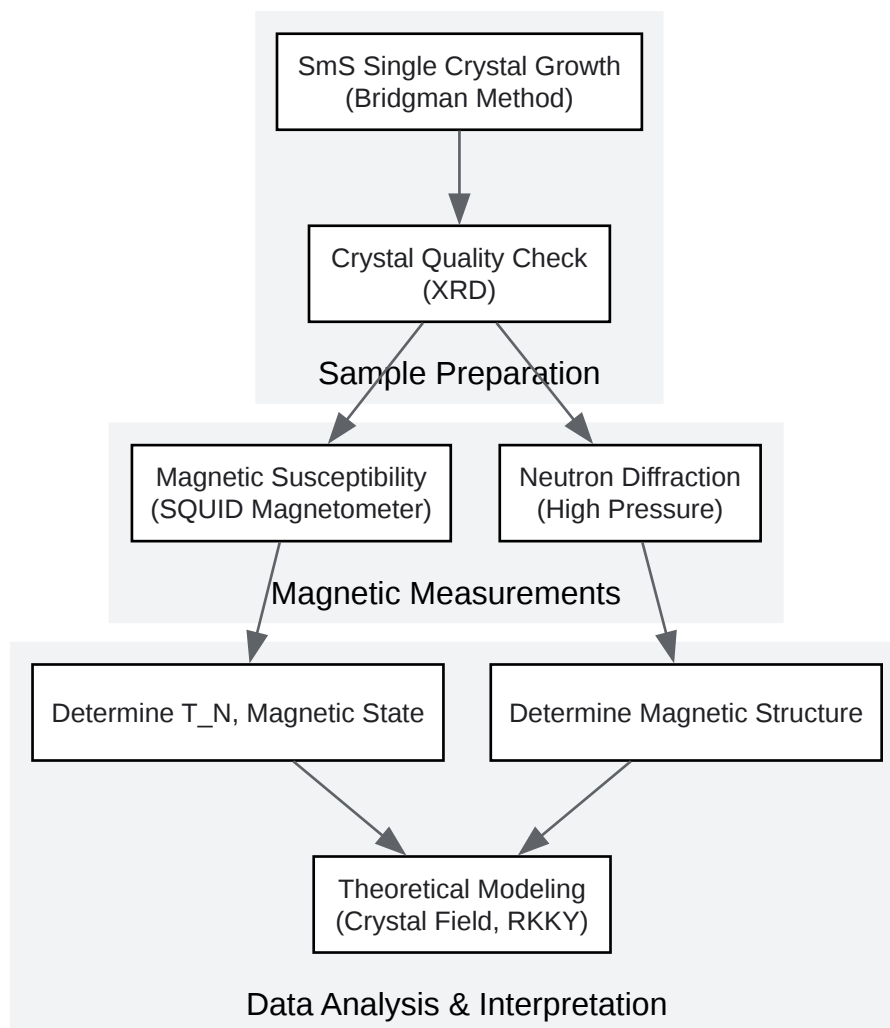 SmS Single Crystal Growth
(Bridgman Method)
Crystal Quality Check
(XRD)
Sample Preparation
Magnetic Susceptibility
(SQUID Magnetometer)
Neutron Diffraction
(High Pressure)
Magnetic Measurements
Determine T_N, Magnetic State
Determine Magnetic Structure
Theoretical Modeling
(Crystal Field, RKKY)
Data Analysis & Interpretation